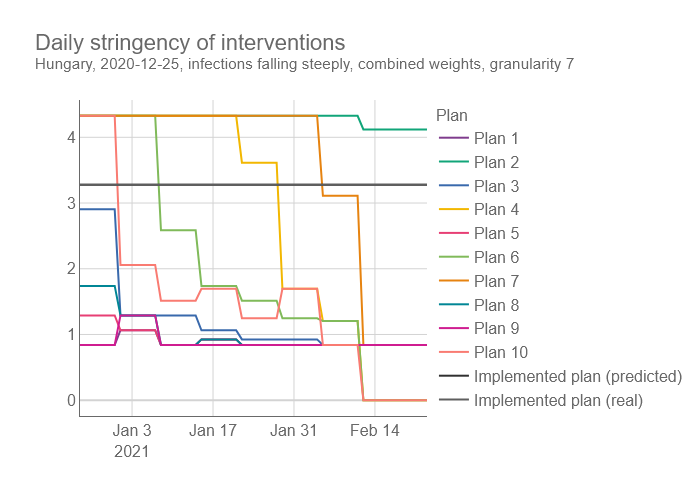 Daily stringency of interventions
Hungary, 2020-12-25, infections falling steeply, combined weights, granularity 7
4
3
2
1
0
Jan 3
2021
Jan 17
Jan 31
Feb 14
Plan
Plan 1
Plan 2
Plan 3
Plan 4
Plan 5
Plan 6
Plan 7
Plan 8
Plan 9
Plan 10
Implemented plan (predicted)
Implemented plan (real)